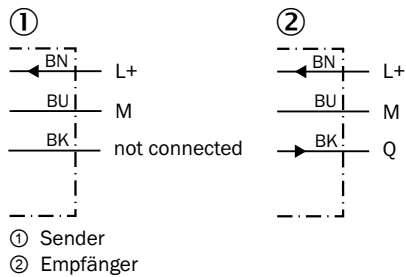 ① ②
BN L+ BN L+
BU M BU M
BK not connected BK Q
① Sender
② Empfänger